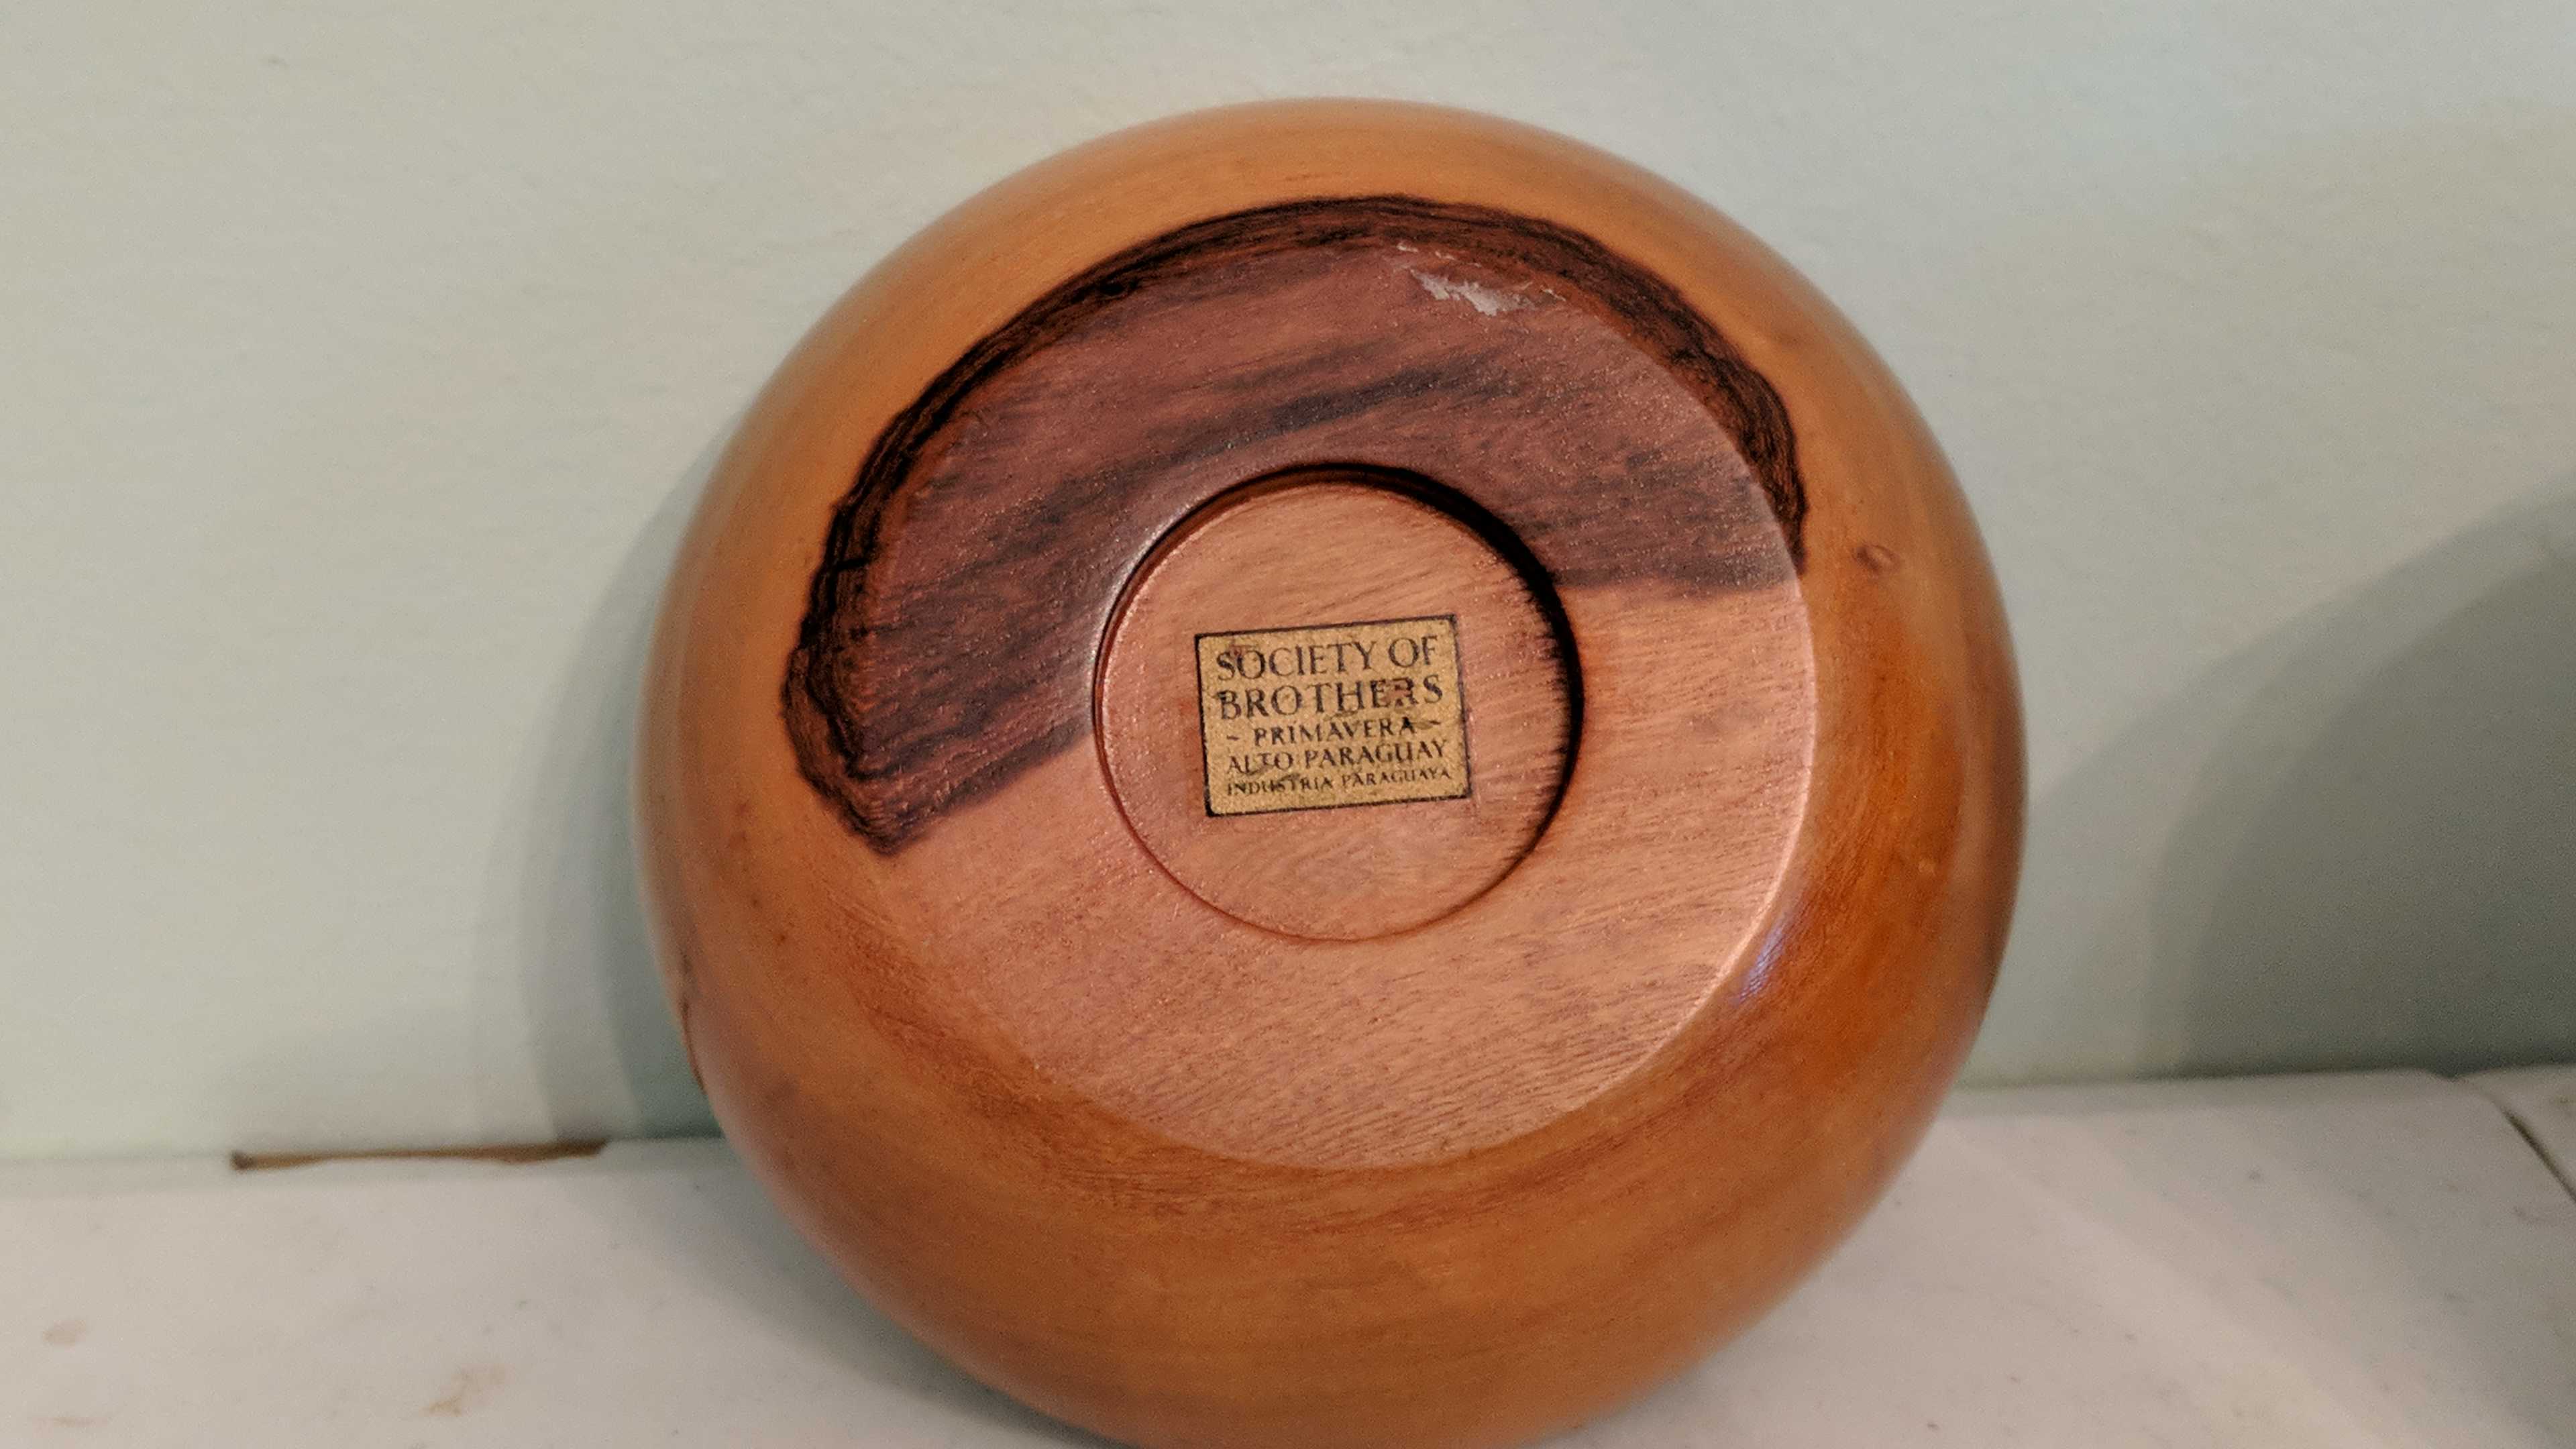 SOCIETY OF
BROTHERS
~ PRIMAVERA ~
ALTO PARAGUAY
INDUSTRIA PARAGUAYA